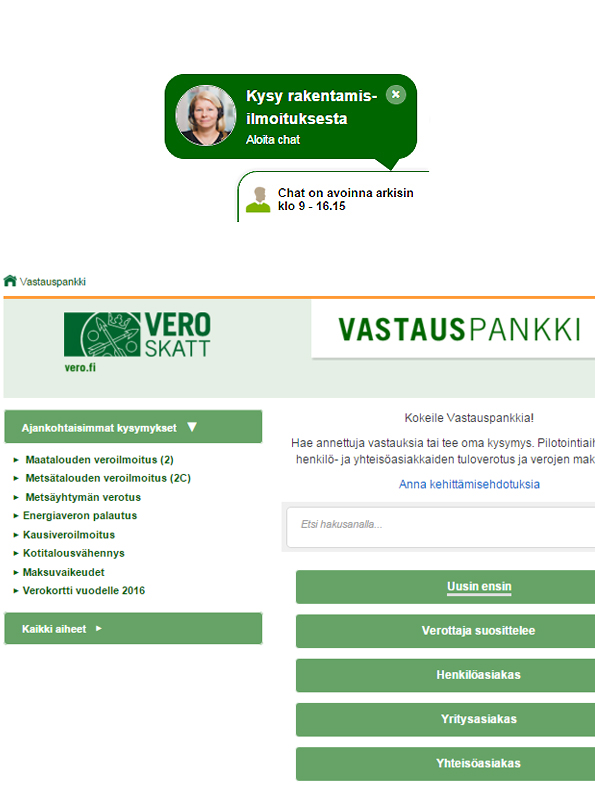 Kysy rakentamis-
ilmoituksesta
Aloita chat
Chat on avoinna arkisin
klo 9 - 16.15
Vastauspankki
VERO
SKATT
vero.fi
VASTAUSPANKKI
Ajankohtaisimmat kysymykset
Maatalouden veroilmoitus (2)
Metsätalouden veroilmoitus (2C)
Metsäyhtymän verotus
Energiaveron palautus
Kausiveroilmoitus
Kotitalousvähennys
Maksuvaikeudet
Verokortti vuodelle 2016
Kaikki aiheet
Kokeile Vastauspankkia!
Hae annettuja vastauksia tai tee oma kysymys. Pilotointiaih
henkilö- ja yhteisöasiakkaiden tuloverotus ja verojen mak
Anna kehittämisehdotuksia
Etsi hakusanalla...
Uusin ensin
Verottaja suosittelee
Henkilöasiakas
Yritysasiakas
Yhteisöasiakas